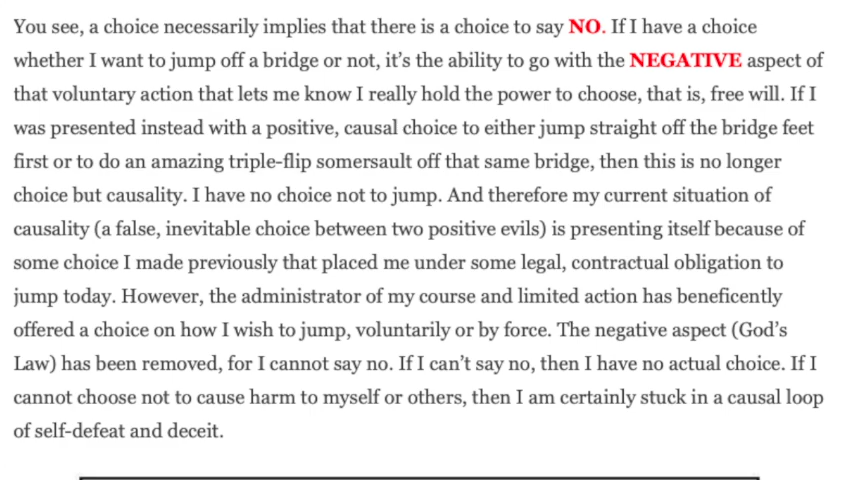 You see, a choice necessarily implies that there is a choice to say NO. If I have a choice
whether I want to jump off a bridge or not, it’s the ability to go with the NEGATIVE aspect of
that voluntary action that lets me know I really hold the power to choose, that is, free will. If I
was presented instead with a positive, causal choice to either jump straight off the bridge feet
first or to do an amazing triple-flip somersault off that same bridge, then this is no longer
choice but causality. I have no choice not to jump. And therefore my current situation of
causality (a false, inevitable choice between two positive evils) is presenting itself because of
some choice I made previously that placed me under some legal, contractual obligation to
jump today. However, the administrator of my course and limited action has beneficently
offered a choice on how I wish to jump, voluntarily or by force. The negative aspect (God’s
Law) has been removed, for I cannot say no. If I can’t say no, then I have no actual choice. If I
cannot choose not to cause harm to myself or others, then I am certainly stuck in a causal loop
of self-defeat and deceit.